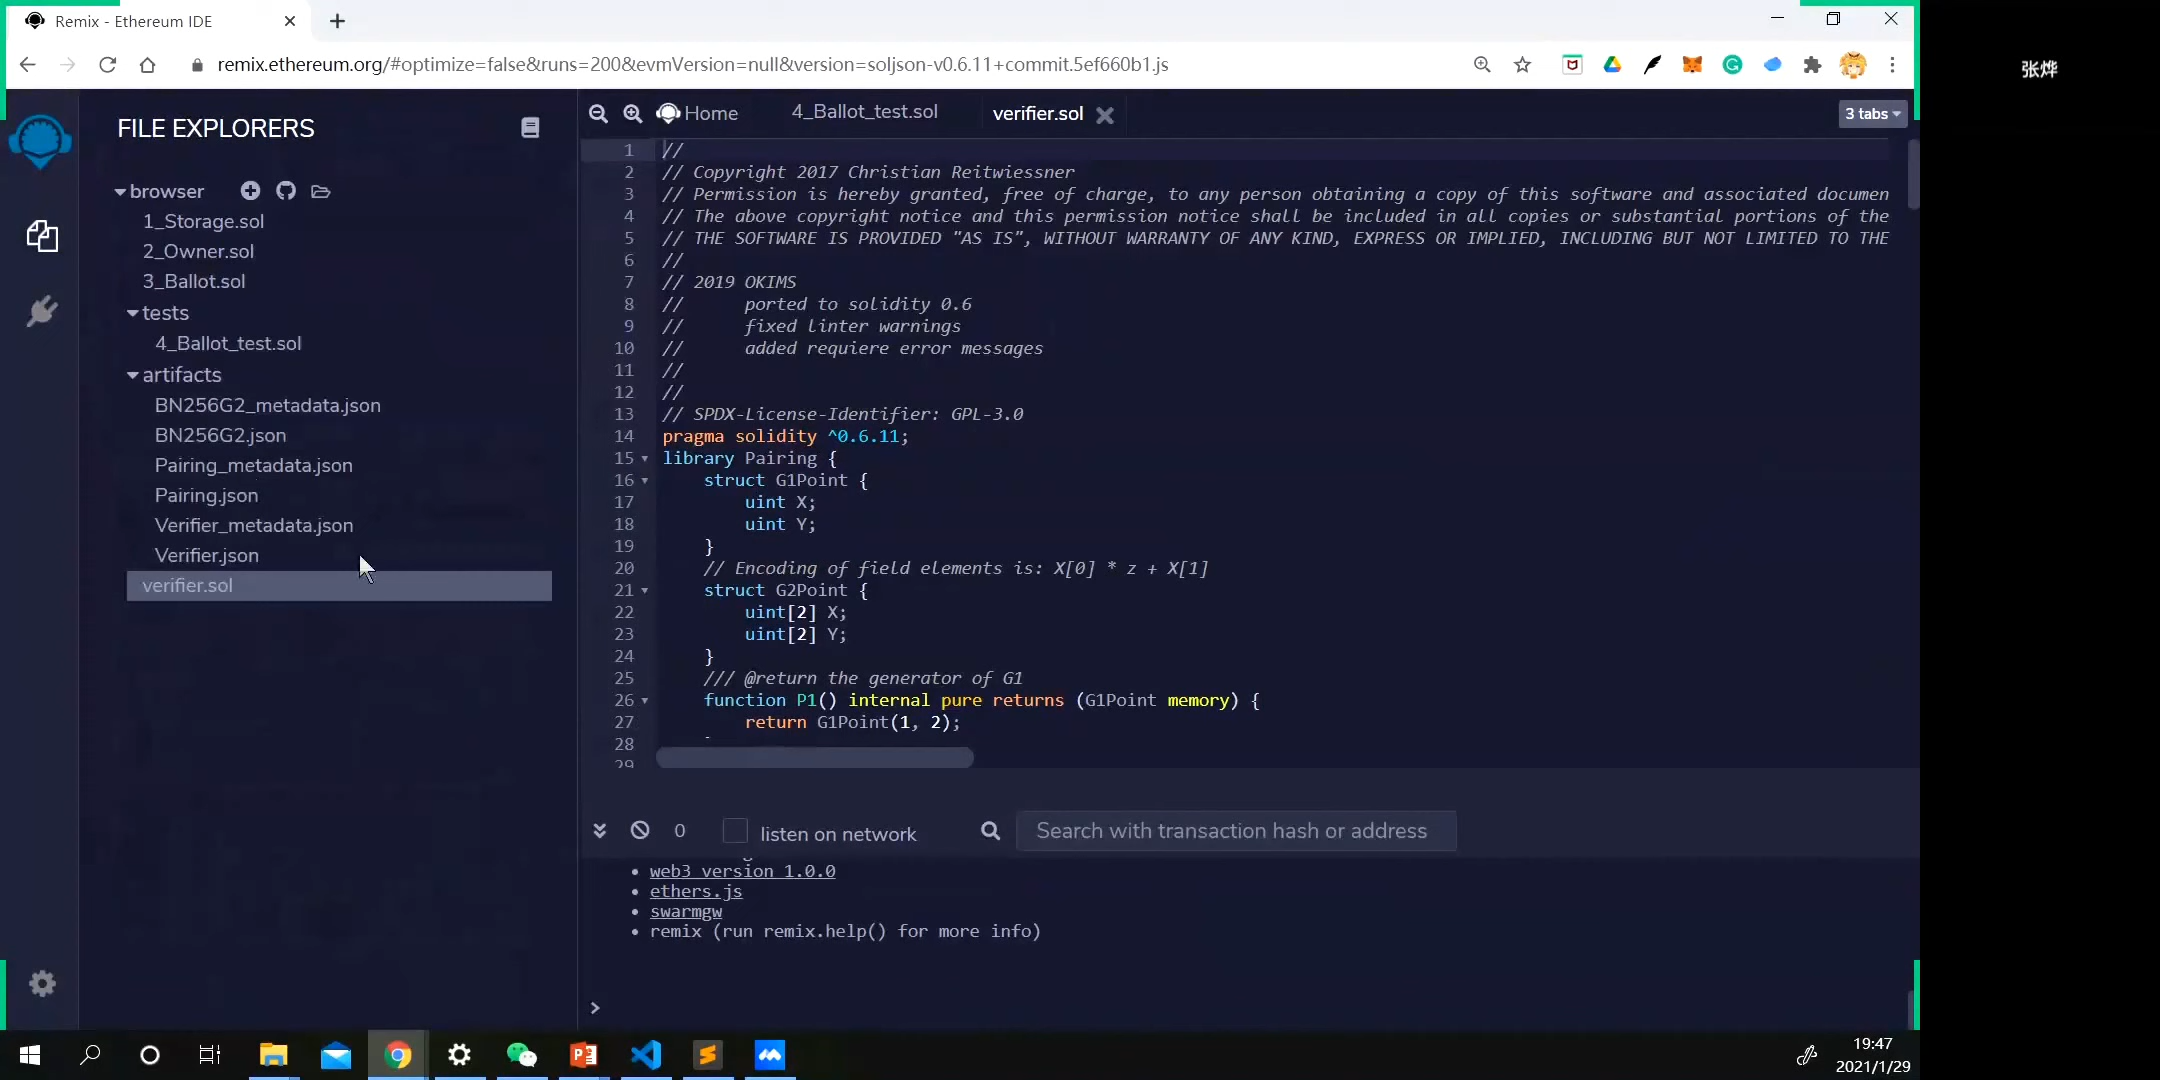 Remix - Ethereum IDE
remix.ethereum.org/#optimize=false&runs=200&evmVersion=null&version=soljson-v0.6.11+commit.5ef660b1.js
张烨
FILE EXPLORERS
browser
1_Storage.sol
2_Owner.sol
3_Ballot.sol
tests
4_Ballot_test.sol
artifacts
BN256G2_metadata.json
BN256G2.json
Pairing_metadata.json
Pairing.json
Verifier_metadata.json
Verifier.json
verifier.sol
Home 4_Ballot_test.sol verifier.sol 3 tabs
1 //
2 // Copyright 2017 Christian Reitwiessner
3 // Permission is hereby granted, free of charge, to any person obtaining a copy of this software and associated documen
4 // The above copyright notice and this permission notice shall be included in all copies or substantial portions of the
5 // THE SOFTWARE IS PROVIDED "AS IS", WITHOUT WARRANTY OF ANY KIND, EXPRESS OR IMPLIED, INCLUDING BUT NOT LIMITED TO THE
6 //
7 // 2019 OKIMS
8 //      ported to solidity 0.6
9 //      fixed linter warnings
10 //      added requiere error messages
11 //
12 //
13 // SPDX-License-Identifier: GPL-3.0
14 pragma solidity ^0.6.11;
15 library Pairing {
16     struct G1Point {
17         uint X;
18         uint Y;
19     }
20     // Encoding of field elements is: X[0] * z + X[1]
21     struct G2Point {
22         uint[2] X;
23         uint[2] Y;
24     }
25     /// @return the generator of G1
26     function P1() internal pure returns (G1Point memory) {
27         return G1Point(1, 2);
28
29
0 listen on network Search with transaction hash or address
• web3 version 1.0.0
• ethers.js
• swarmgw
• remix (run remix.help() for more info)
>
19:47
2021/1/29